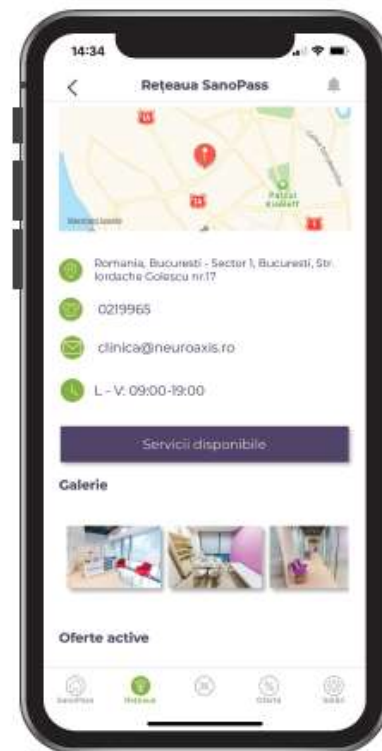 14:34
Rețeaua SanoPass
Romania, Bucuresti - Sector 1, Bucuresti, Str.
Iordache Golescu nr.17
0219965
clinica@neuroaxis.ro
L - V: 09:00-19:00
Servicii disponibile
Galerie
Oferte active
SanoPass
Rețeaua
Oferte